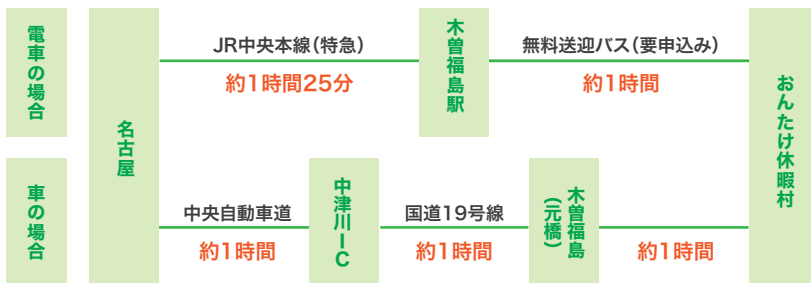 電車の場合
名古屋
JR中央本線(特急)
約1時間25分
木曽福島駅
無料送迎バス(要申込み)
約1時間
おんたけ休暇村
車の場合
中央自動車道
約1時間
中津川IC
国道19号線
約1時間
木曽福島
(元橋)
約1時間